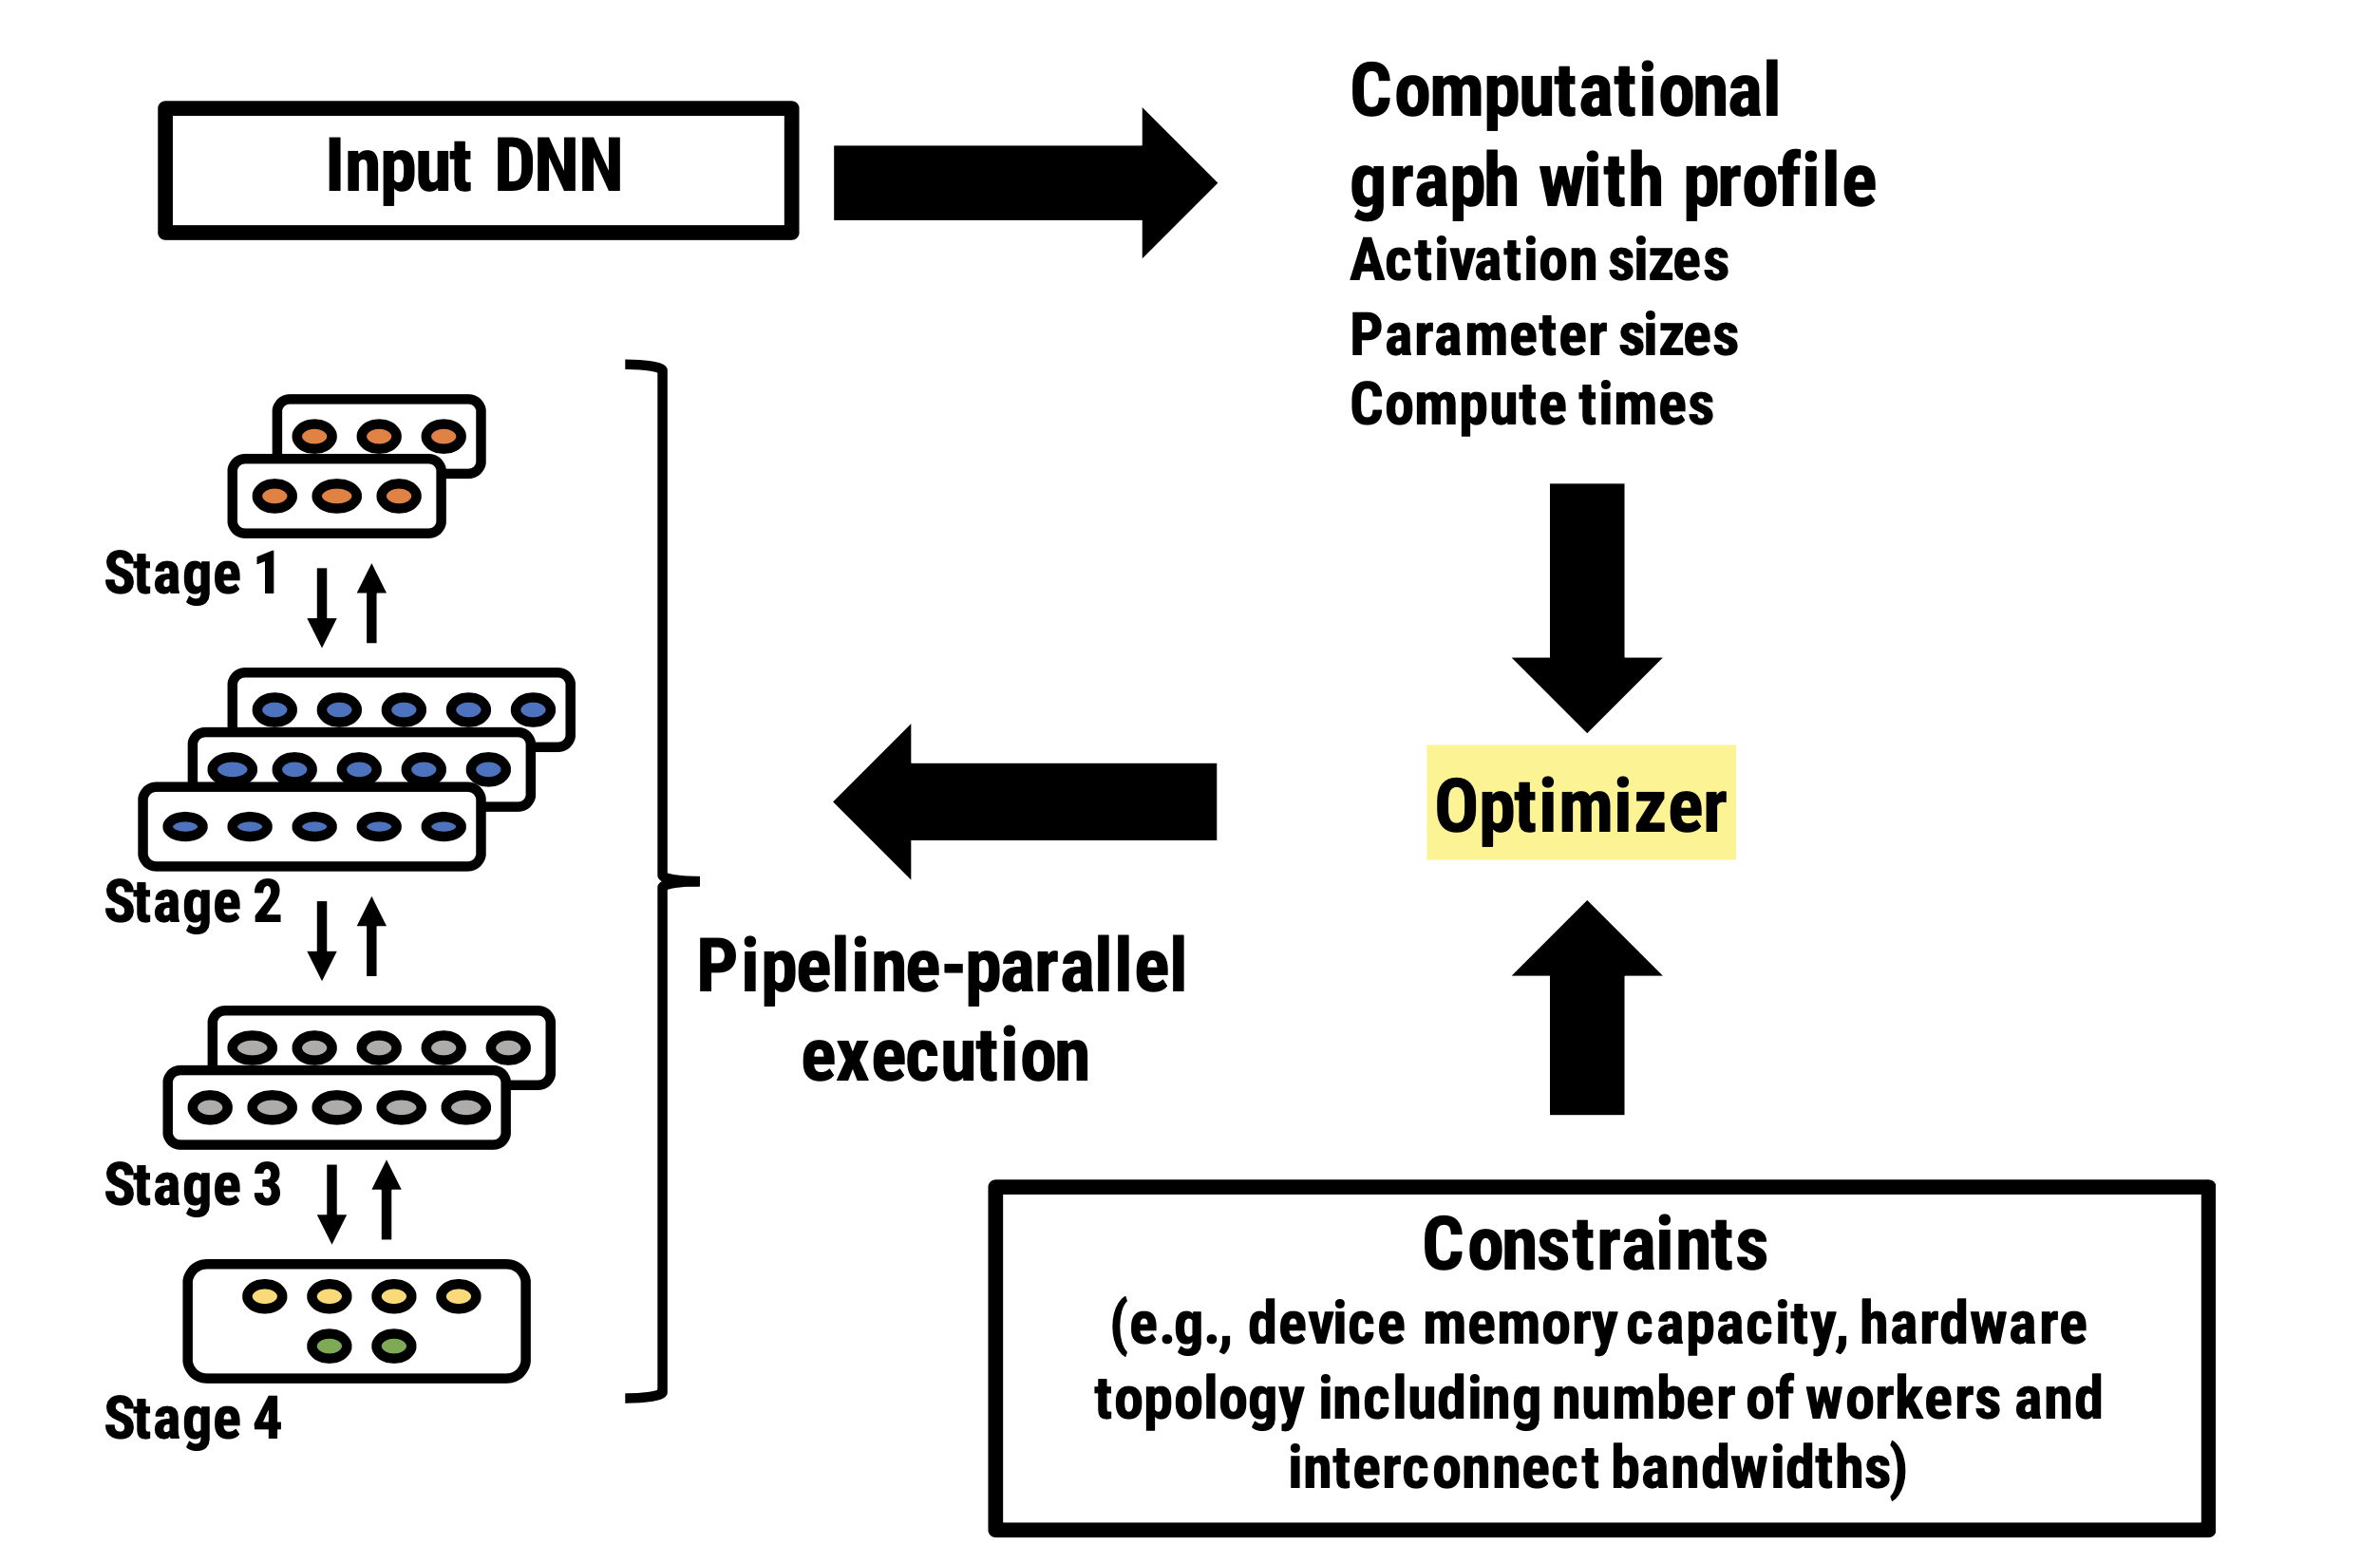 Input DNN
Computational
graph with profile
Activation sizes
Parameter sizes
Compute times
Stage 1
Stage 2
Stage 3
Stage 4
Pipeline-parallel
execution
Optimizer
Constraints
(e.g., device memory capacity, hardware
topology including number of workers and
interconnect bandwidths)